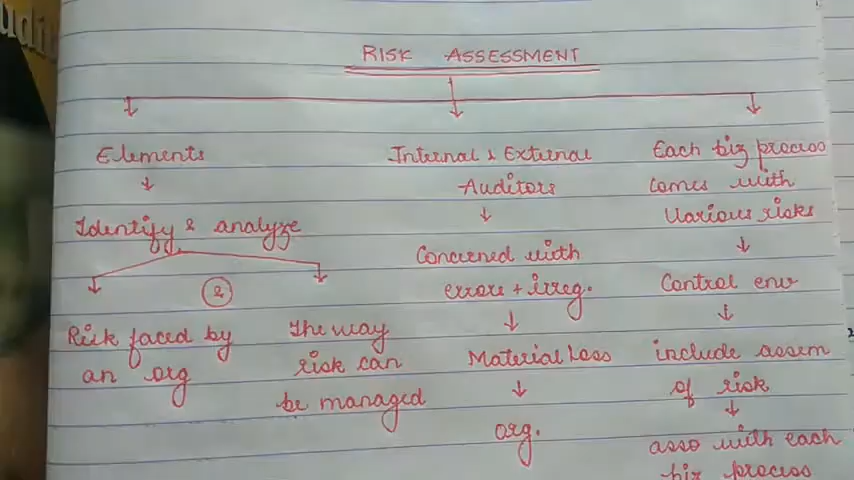 RISK ASSESSMENT
Elements
Identify & analyze
&
Risk faced by
an org
The way
risk can
be managed
Internal & External
Auditors
Concerned with
errors + irreg.
Material Loss
org.
Each biz process
comes with
Various risks
Control env
include assem
of risk
asso with each
biz process